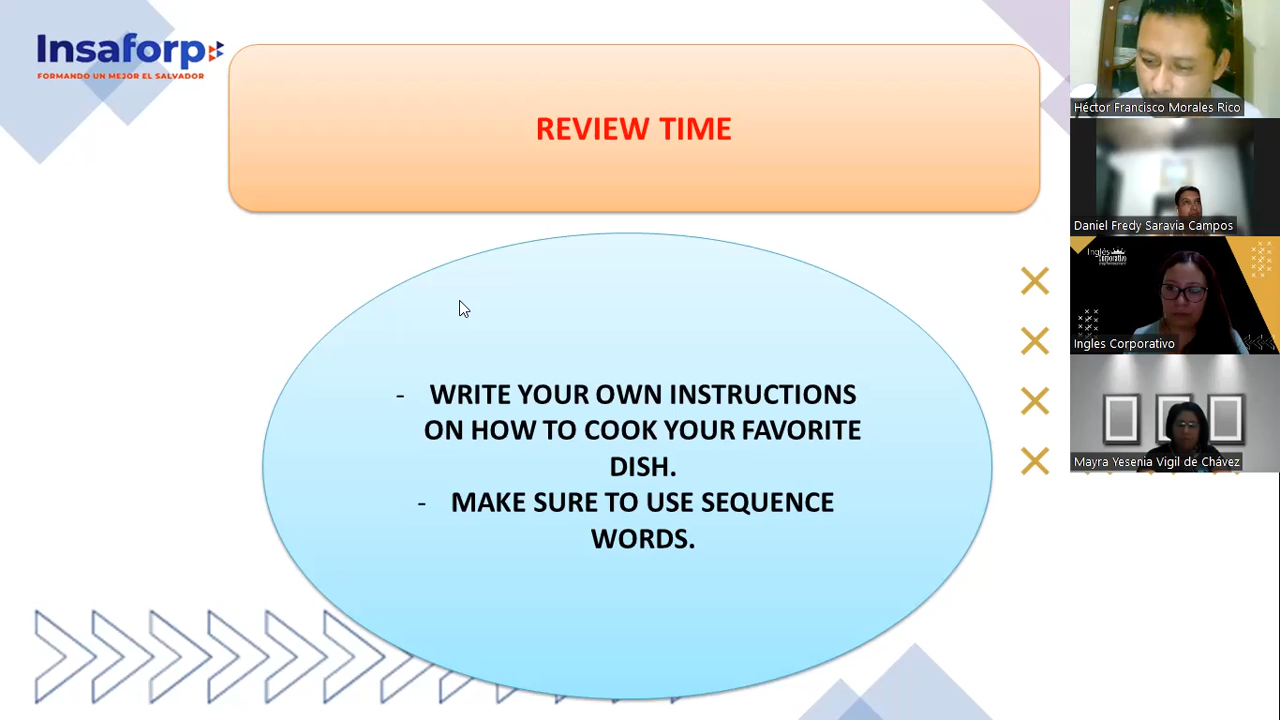 Insaforp
FORMANDO UN MEJOR EL SALVADOR
REVIEW TIME
- WRITE YOUR OWN INSTRUCTIONS
ON HOW TO COOK YOUR FAVORITE
DISH.
- MAKE SURE TO USE SEQUENCE
WORDS.
Héctor Francisco Morales Rico
Daniel Fredy Saravia Campos
Inglés
Corporativo
Ingles Corporativo
Mayra Yesenia Vigil de Chávez